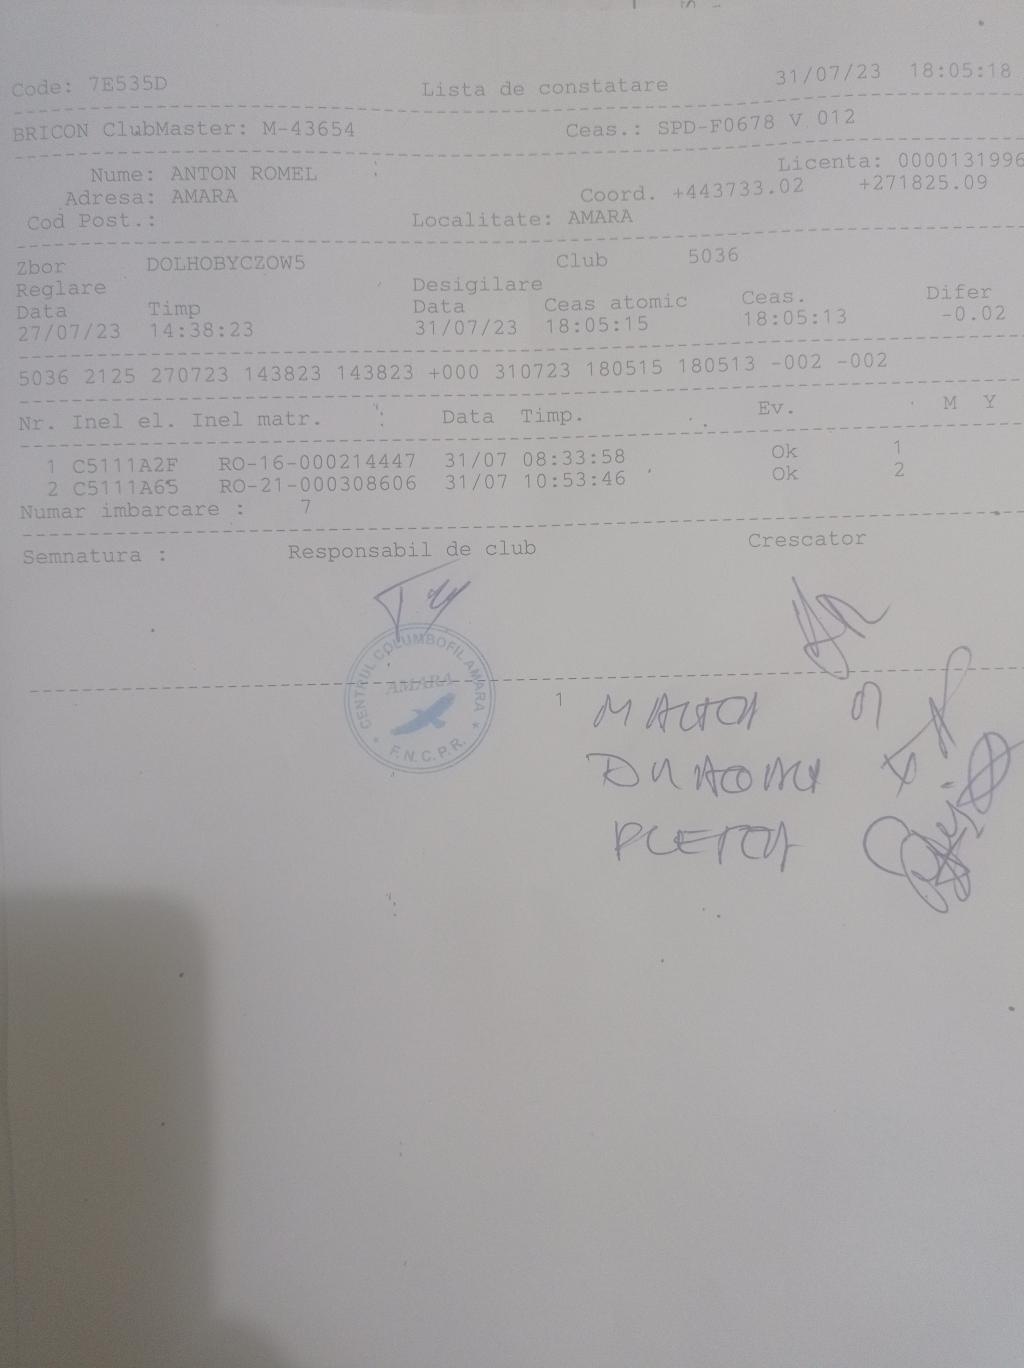 Code: 7E535D Lista de constatare 31/07/23 18:05:18
BRICON ClubMaster: M-43654 Ceas.: SPD-F0678 V 012
Nume: ANTON ROMEL Licenta: 0000131996
Adresa: AMARA Coord. +443733.02 +271825.09
Cod Post.: Localitate: AMARA
Zbor DOLHOBYCZOW5 Club 5036
Reglare Desigilare
Data Timp Data Ceas atomic Ceas. Difer
27/07/23 14:38:23 31/07/23 18:05:15 18:05:13 -0.02
5036 2125 270723 143823 143823 +000 310723 180515 180513 -002 -002
Nr. Inel el. Inel matr. Data Timp. Ev. M Y
1 C5111A2F RO-16-000214447 31/07 08:33:58 Ok 1
2 C5111A65 RO-21-000308606 31/07 10:53:46 Ok 2
Numar imbarcare : 7
Semnatura : Responsabil de club Crescator
CENTRUL COLUMBOFIL AMARA
AMARA
F.N.C.P.R.
1